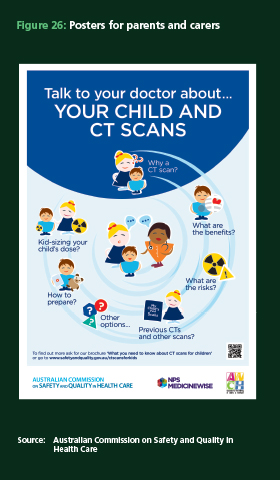 Figure 26: Posters for parents and carers
Talk to your doctor about...
YOUR CHILD AND
CT SCANS
Why a
CT scan?
What are
the benefits?
What are
the risks?
Previous CTs
and other scans?
Other
options...
How to
prepare?
Kid-sizing your
child's dose?
To find out more ask for our brochure 'What you need to know about CT scans for children'
or go to www.safetyandquality.gov.au/ctscansforkids
AUSTRALIAN COMMISSION
ON SAFETY AND QUALITY IN HEALTH CARE
NPS
MEDICINEWISE
Source: Australian Commission on Safety and Quality in
Health Care